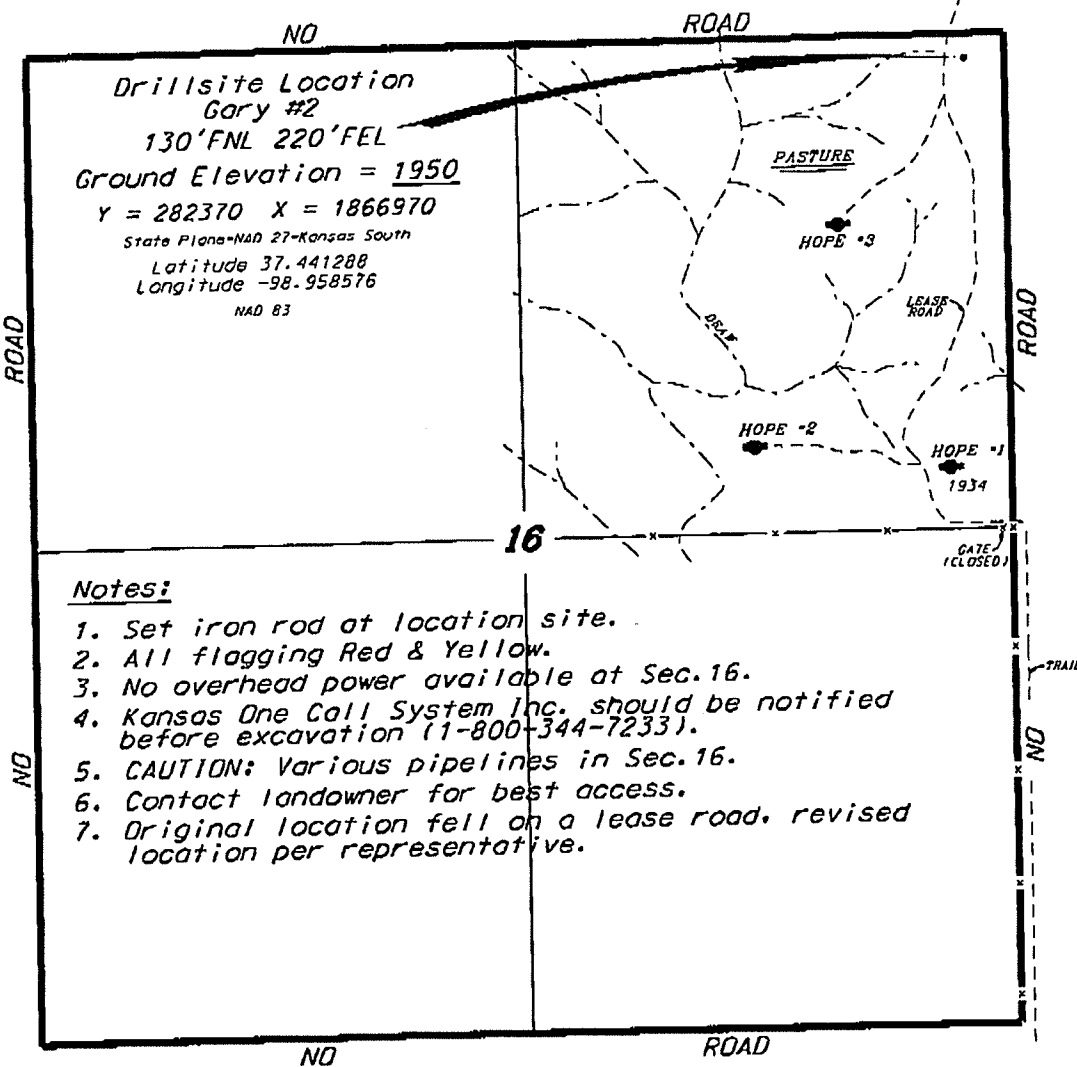 NO
ROAD
Drillsite Location
Gary #2
130'FNL 220'FEL
Ground Elevation = 1950
Y = 282370 X = 1866970
State Plane-NAD 27-Kansas South
Latitude 37.441288
Longitude -98.958576
NAD 83
PASTURE
HOPE #3
LEASE
ROAD
DRAW
ROAD
ROAD
HOPE #2
HOPE #1
1934
16
GATE
(CLOSED)
TRAIL
Notes:
1. Set iron rod at location site.
2. All flagging Red & Yellow.
3. No overhead power available at Sec.16.
4. Kansas One Call System Inc. should be notified
before excavation (1-800-344-7233).
5. CAUTION: Various pipelines in Sec.16.
6. Contact landowner for best access.
7. Original location fell on a lease road, revised
location per representative.
NO
NO
NO
ROAD